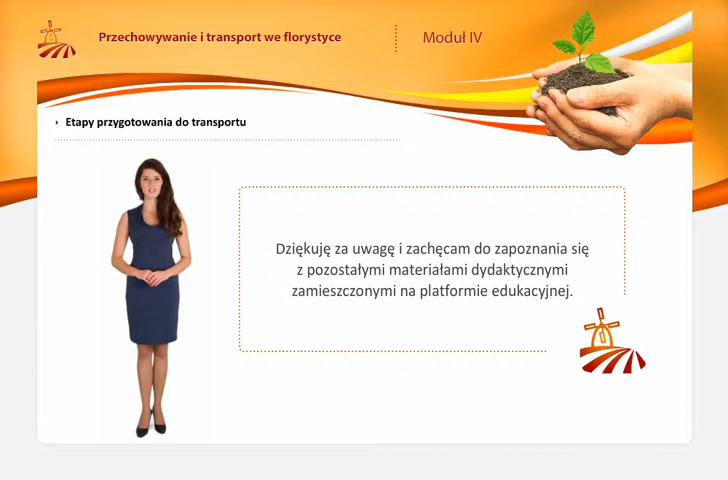 Przechowywanie i transport we florystyce
Moduł IV
Etapy przygotowania do transportu
Dziękuję za uwagę i zachęcam do zapoznania się
z pozostałymi materiałami dydaktycznymi
zamieszczonymi na platformie edukacyjnej.